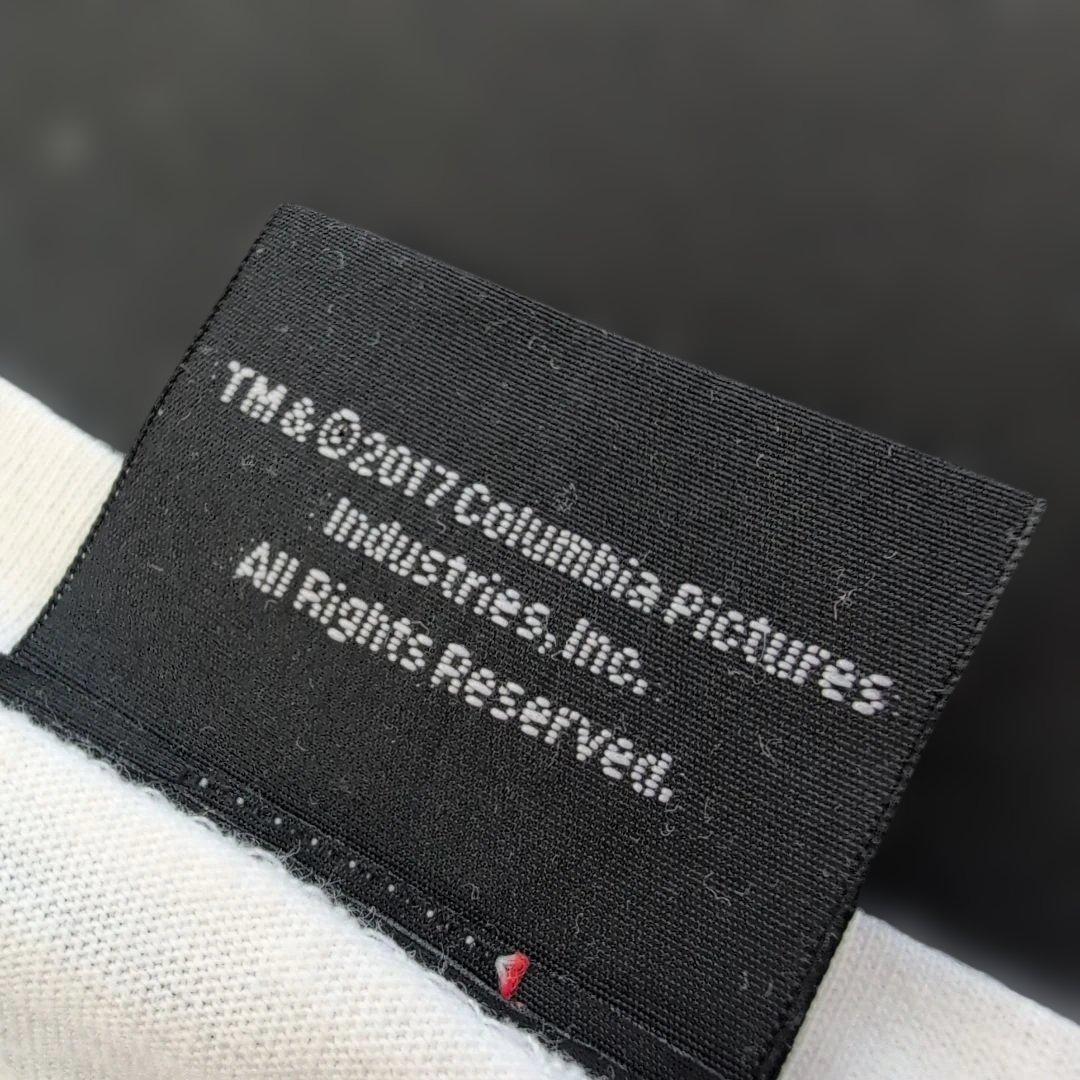 TM & © 2017 Columbia Pictures
Industries, Inc.
All Rights Reserved.